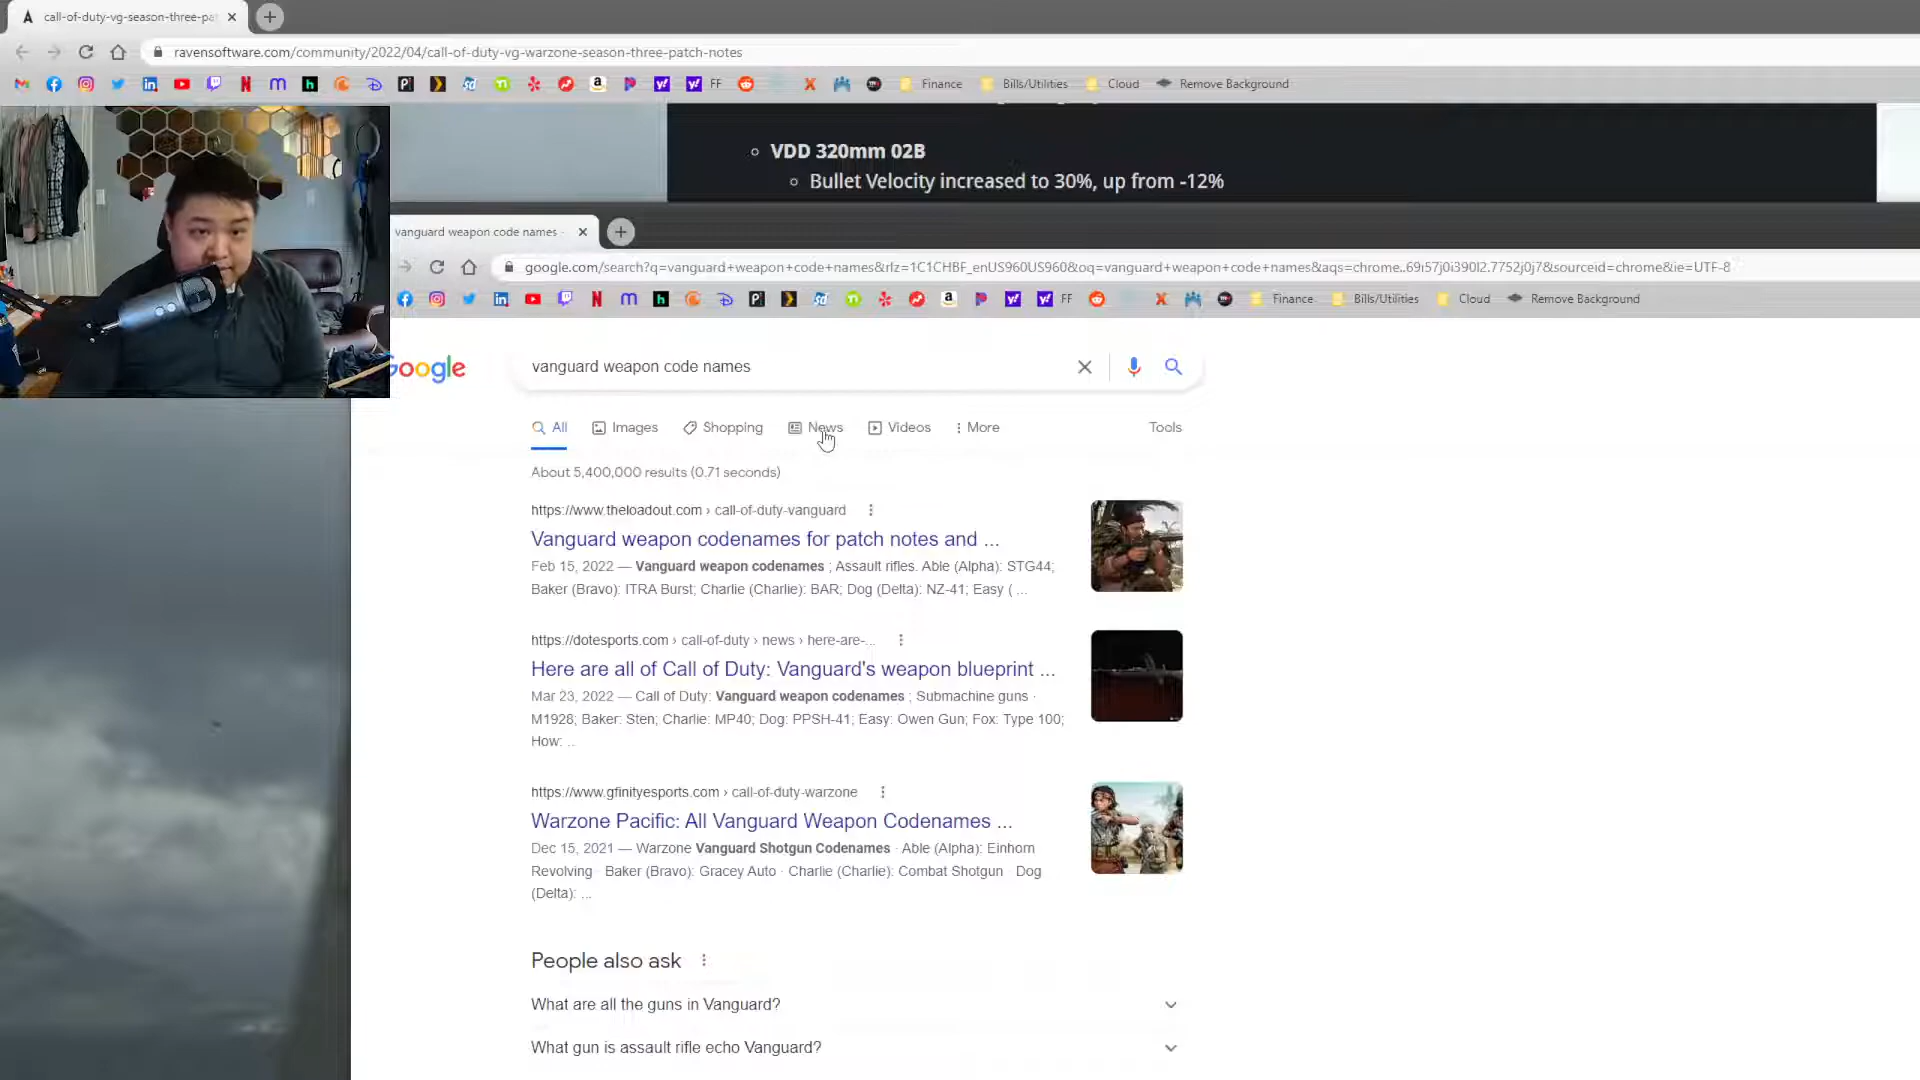 call-of-duty-vg-season-three-pat
ravensoftware.com/community/2022/04/call-of-duty-vg-warzone-season-three-patch-notes
FF
Finance
Bills/Utilities
Cloud
Remove Background
VDD 320mm 02B
Bullet Velocity increased to 30%, up from -12%
vanguard weapon code names -
google.com/search?q=vanguard+weapon+code+names&rlz=1C1CHBF_enUS960US960&oq=vanguard+weapon+code+names&aqs=chrome..69i57j0i390l2.7752j0j7&sourceid=chrome&ie=UTF-8
FF
Finance
Bills/Utilities
Cloud
Remove Background
Google
vanguard weapon code names
All
Images
Shopping
News
Videos
More
Tools
About 5,400,000 results (0.71 seconds)
https://www.theloadout.com › call-of-duty-vanguard
Vanguard weapon codenames for patch notes and ...
Feb 15, 2022 — Vanguard weapon codenames ; Assault rifles. Able (Alpha): STG44;
Baker (Bravo): ITRA Burst; Charlie (Charlie): BAR; Dog (Delta): NZ-41; Easy ( ...
https://dotesports.com › call-of-duty › news › here-are-...
Here are all of Call of Duty: Vanguard's weapon blueprint ...
Mar 23, 2022 — Call of Duty: Vanguard weapon codenames ; Submachine guns ·
M1928; Baker: Sten; Charlie: MP40; Dog: PPSH-41; Easy: Owen Gun; Fox: Type 100;
How: ..
https://www.gfinityesports.com › call-of-duty-warzone
Warzone Pacific: All Vanguard Weapon Codenames ...
Dec 15, 2021 — Warzone Vanguard Shotgun Codenames · Able (Alpha): Einhorn
Revolving · Baker (Bravo): Gracey Auto · Charlie (Charlie): Combat Shotgun · Dog
(Delta): ...
People also ask
What are all the guns in Vanguard?
What gun is assault rifle echo Vanguard?